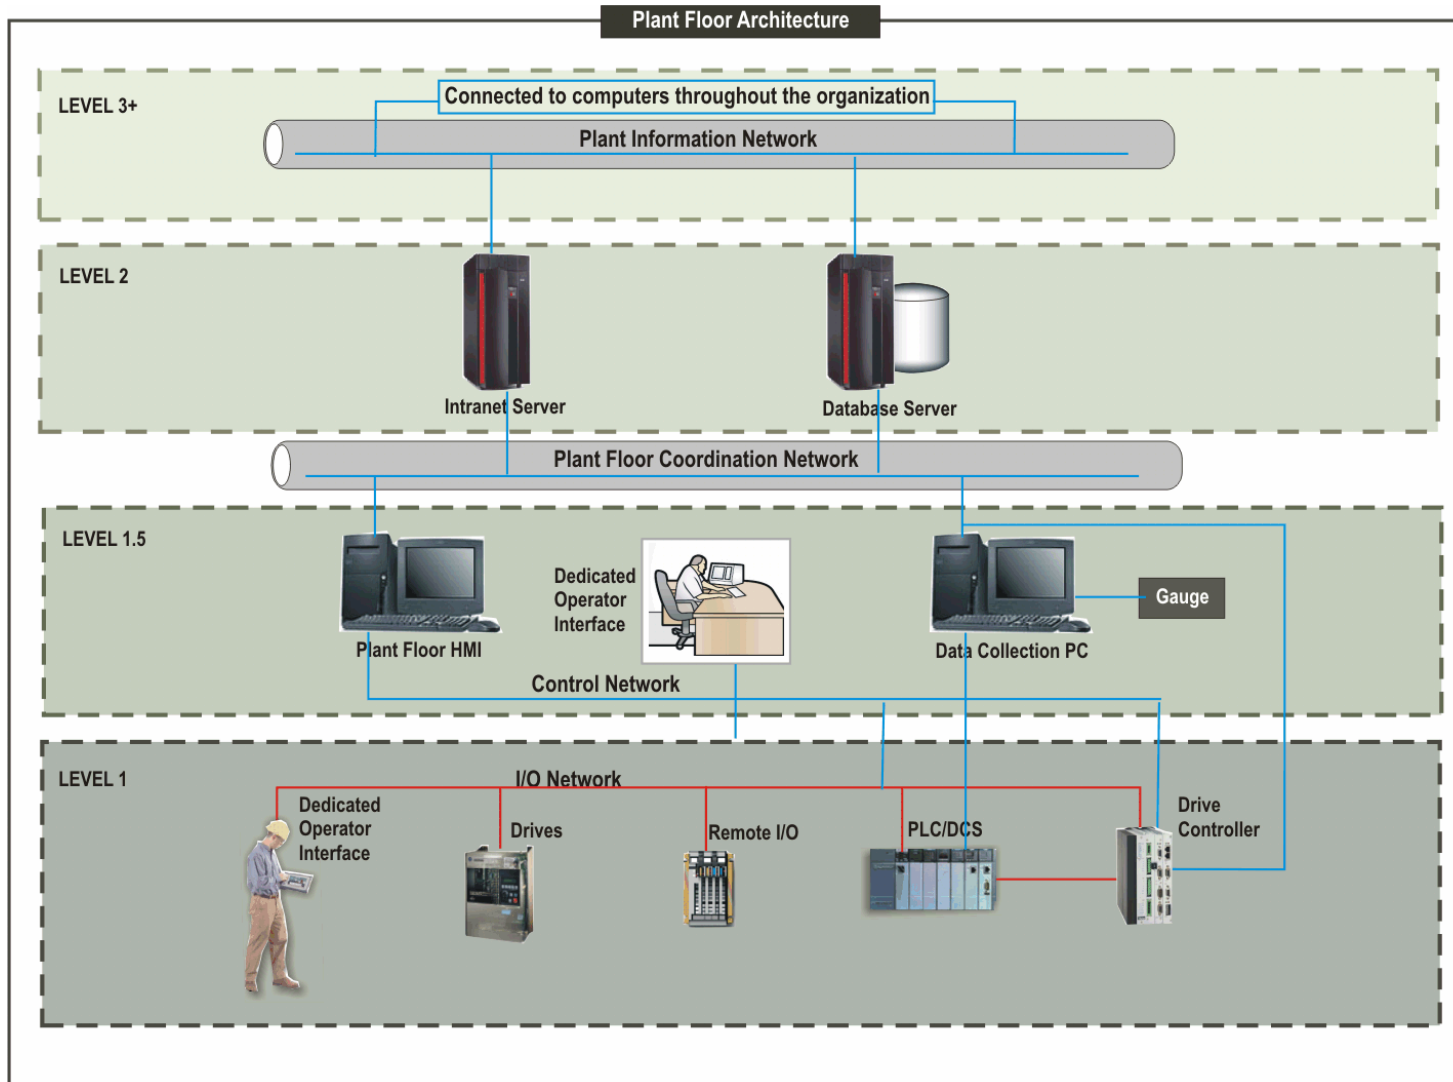 Plant Floor Architecture
LEVEL 3+
Connected to computers throughout the organization
Plant Information Network
LEVEL 2
Intranet Server
Database Server
Plant Floor Coordination Network
LEVEL 1.5
Dedicated
Operator
Interface
Gauge
Plant Floor HMI
Data Collection PC
Control Network
LEVEL 1
I/O Network
Dedicated
Operator
Interface
Drives
Remote I/O
PLC/DCS
Drive
Controller